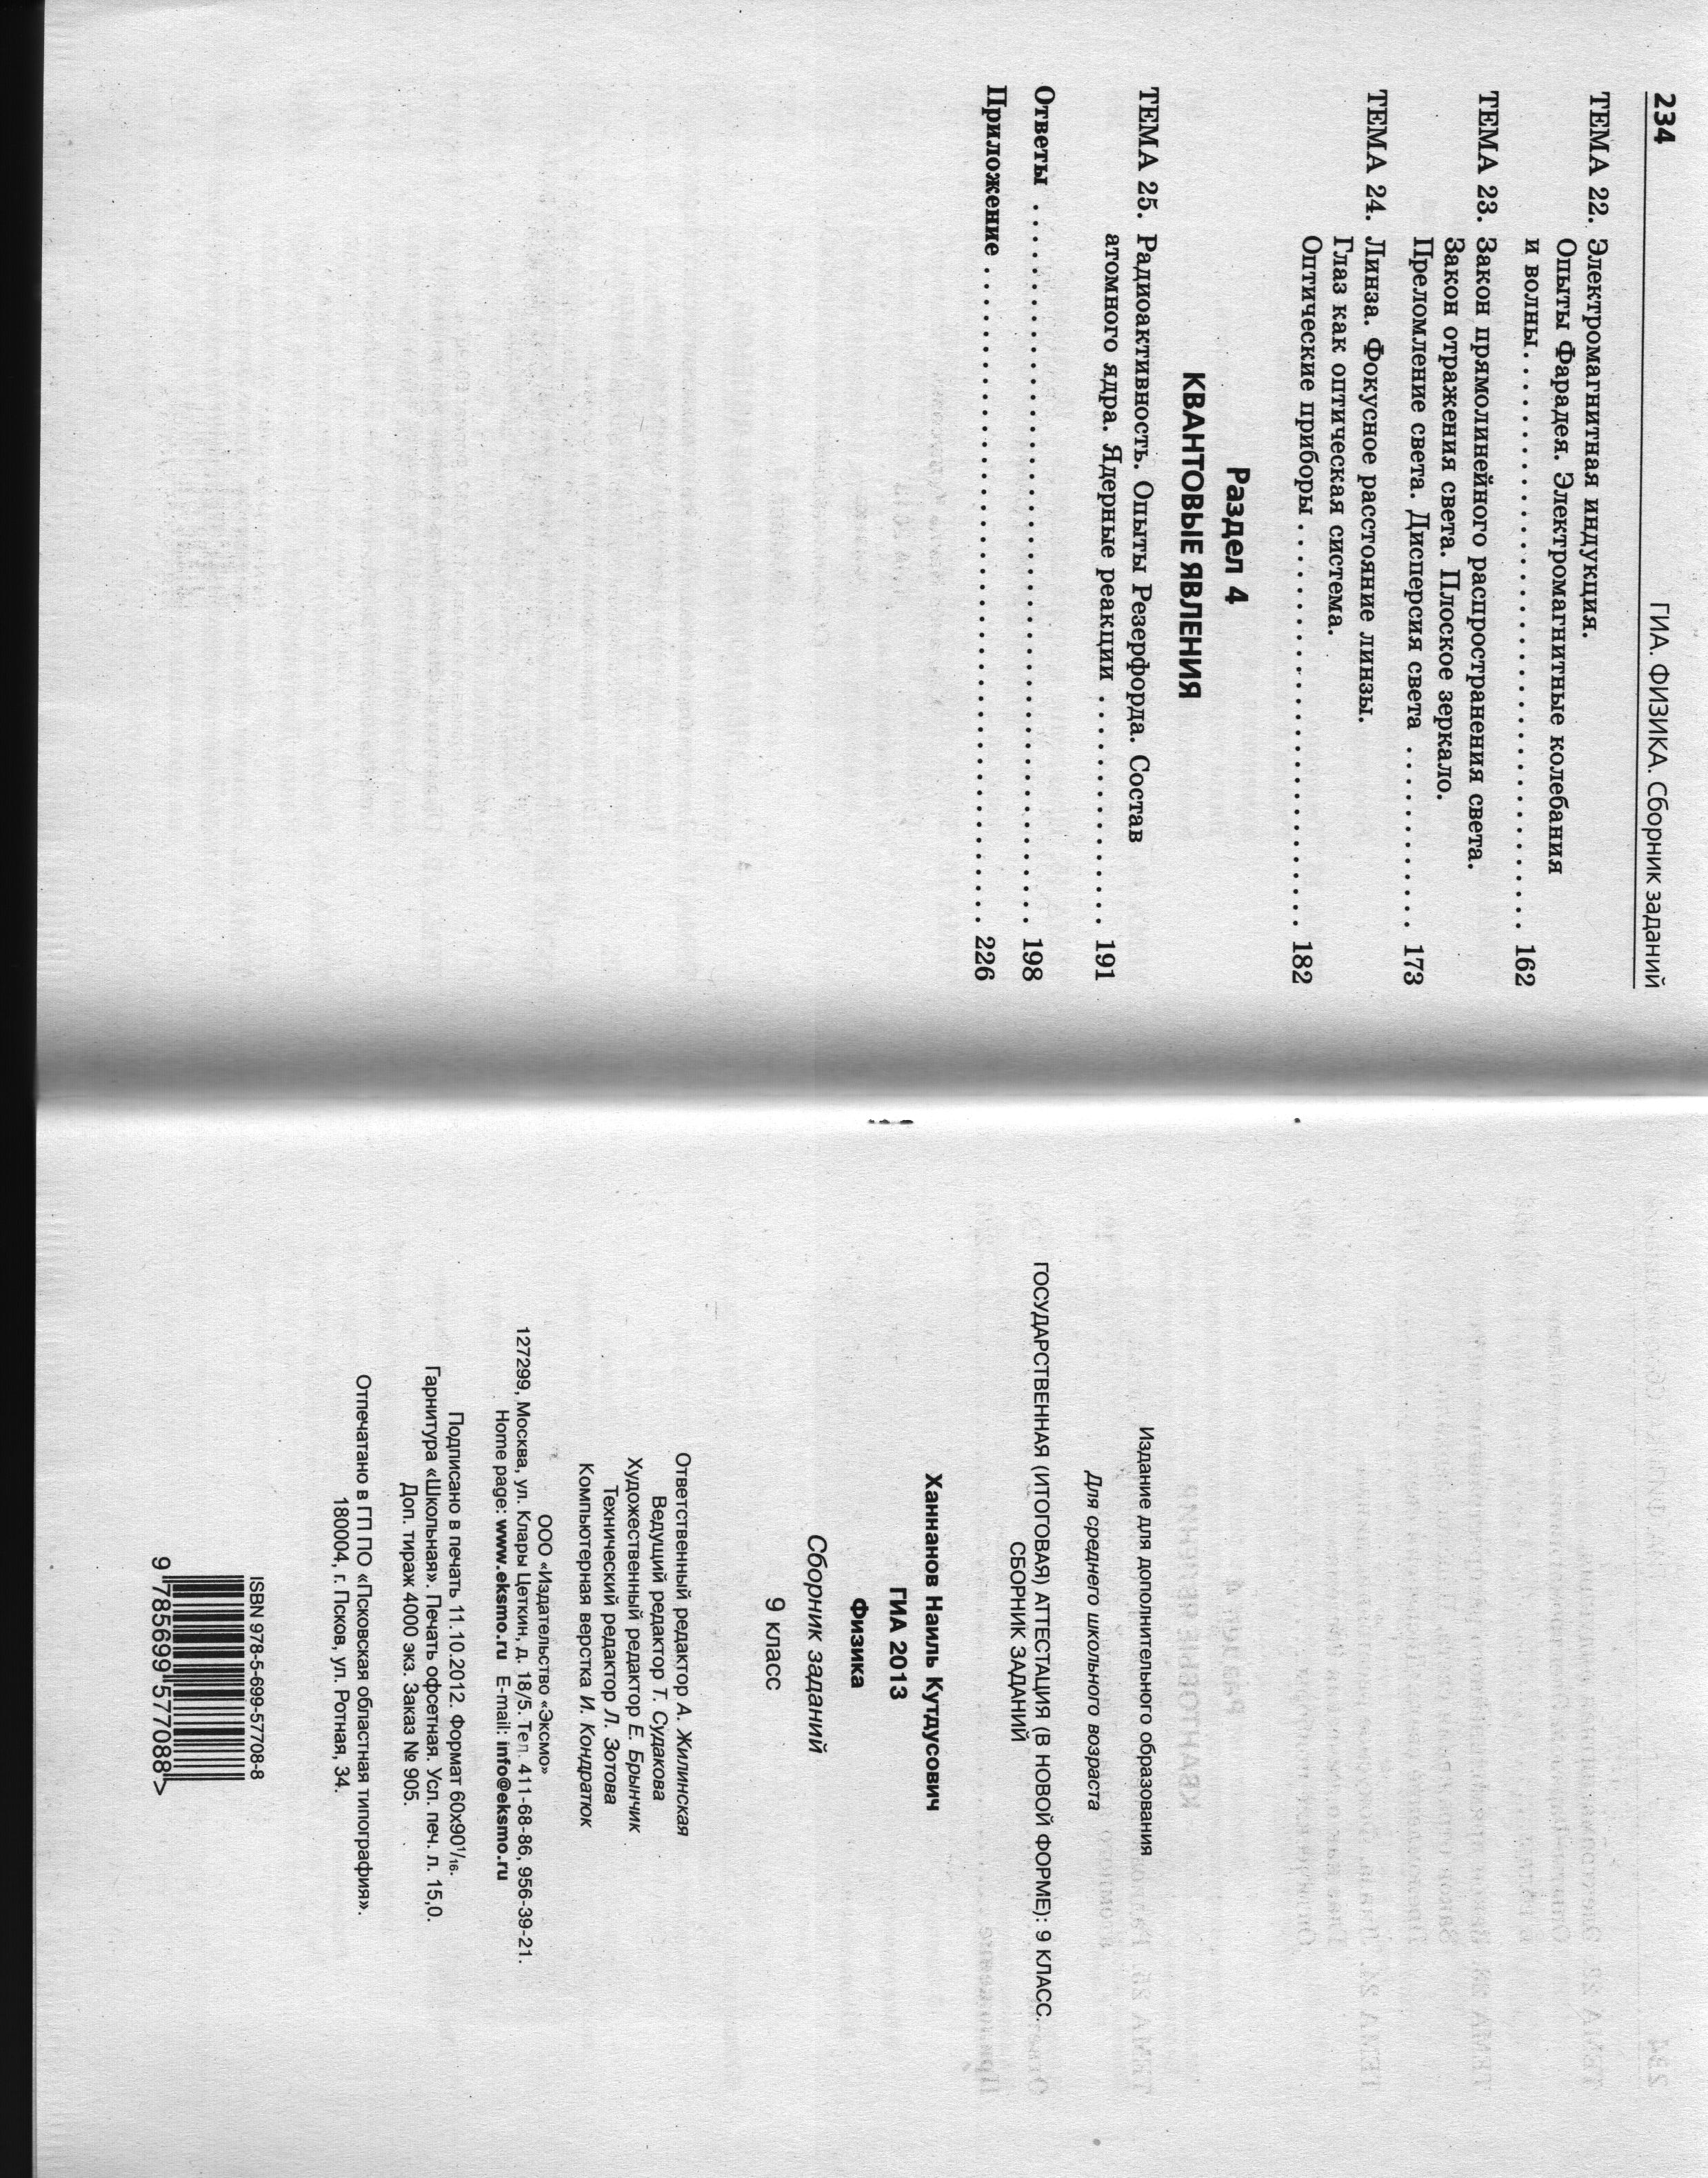 234
ГИА. ФИЗИКА. Сборник заданий
ТЕМА 22. Электромагнитная индукция.
Опыты Фарадея. Электромагнитные колебания
и волны. . . . . . . . . . . . . . . . . . . . . . . . . . . . . . . . 162
ТЕМА 23. Закон прямолинейного распространения света.
Закон отражения света. Плоское зеркало.
Преломление света. Дисперсия света . . . . . . . . . . 173
ТЕМА 24. Линза. Фокусное расстояние линзы.
Глаз как оптическая система.
Оптические приборы . . . . . . . . . . . . . . . . . . . . . . 182
Раздел 4
КВАНТОВЫЕ ЯВЛЕНИЯ
ТЕМА 25. Радиоактивность. Опыты Резерфорда. Состав
атомного ядра. Ядерные реакции . . . . . . . . . . . . . 191
Ответы . . . . . . . . . . . . . . . . . . . . . . . . . . . . . . . . . . . . . . . 198
Приложение . . . . . . . . . . . . . . . . . . . . . . . . . . . . . . . . . . . 226
Издание для дополнительного образования
Для среднего школьного возраста
ГОСУДАРСТВЕННАЯ (ИТОГОВАЯ) АТТЕСТАЦИЯ (В НОВОЙ ФОРМЕ): 9 КЛАСС.
СБОРНИК ЗАДАНИЙ
Ханнанов Наиль Кутдусович
ГИА 2013
Физика
Сборник заданий
9 класс
Ответственный редактор А. Жилинская
Ведущий редактор Т. Судакова
Художественный редактор Е. Брынчик
Технический редактор Л. Зотова
Компьютерная верстка И. Кондратюк
ООО «Издательство «Эксмо»
127299, Москва, ул. Клары Цеткин, д. 18/5. Тел. 411-68-86, 956-39-21.
Home page: www.eksmo.ru E-mail: info@eksmo.ru
Подписано в печать 11.10.2012. Формат 60x90 1/16.
Гарнитура «Школьная». Печать офсетная. Усл. печ. л. 15,0.
Доп. тираж 4000 экз. Заказ № 905.
Отпечатано в ГП ПО «Псковская областная типография».
180004, г. Псков, ул. Ротная, 34.
ISBN 978-5-699-57708-8
9 785699 577088 >